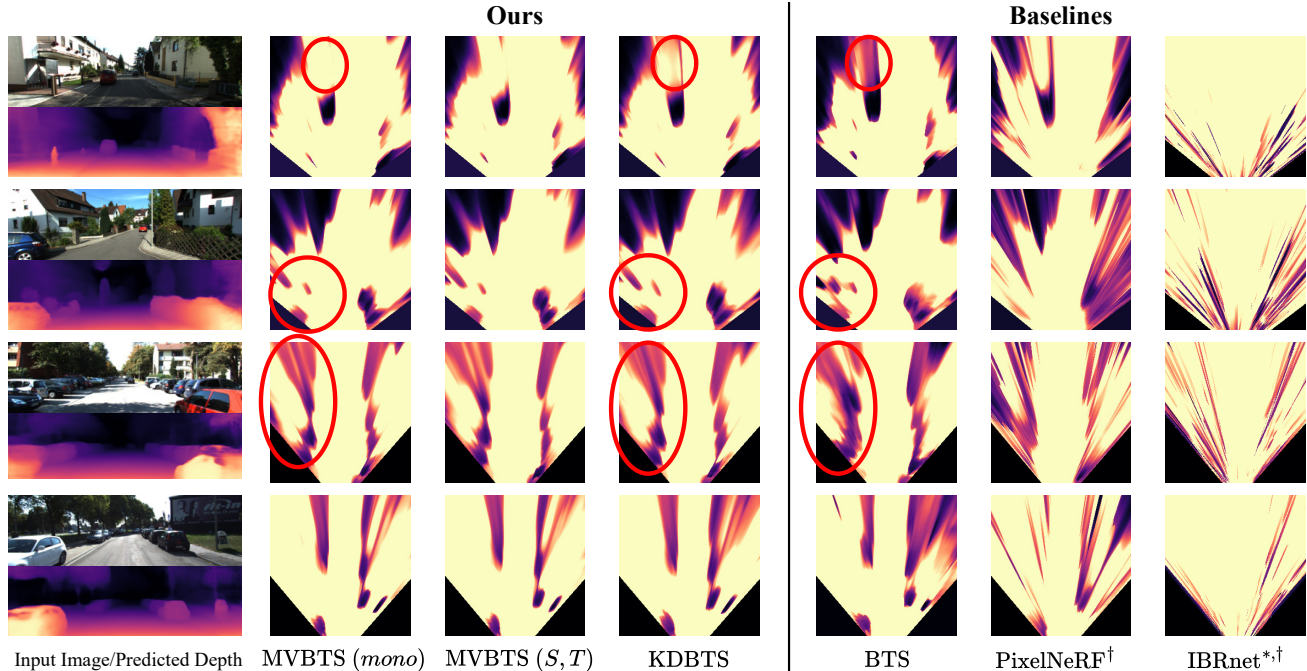 Ours
Baselines
Input Image/Predicted Depth
MVBTS (mono)
MVBTS (S, T)
KDBTS
BTS
PixelNeRF†
IBRnet*,†